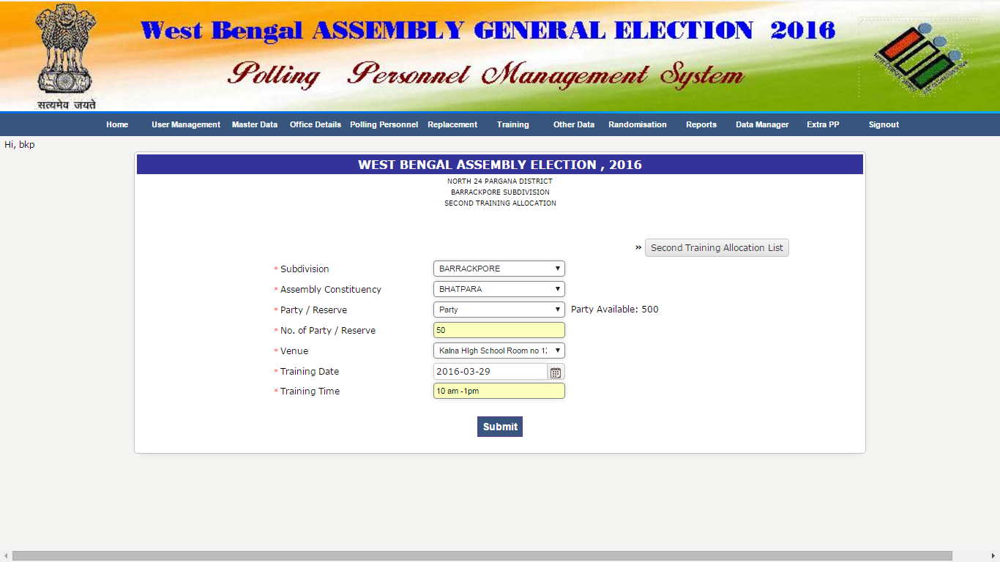 West Bengal ASSEMBLY GENERAL ELECTION 2016
Polling Personnel Management System
सत्यमेव जयते
Home User Management Master Data Office Details Polling Personnel Replacement Training Other Data Randomisation Reports Data Manager Extra PP Signout
Hi, bkp
WEST BENGAL ASSEMBLY ELECTION , 2016
NORTH 24 PARGANA DISTRICT
BARRACKPORE SUBDIVISION
SECOND TRAINING ALLOCATION
» Second Training Allocation List
* Subdivision BARRACKPORE
* Assembly Constituency BHATPARA
* Party / Reserve Party Party Available: 500
* No. of Party / Reserve 50
* Venue Kalna HIgh School Room no
* Training Date 2016-03-29
* Training Time 10 am -1pm
Submit